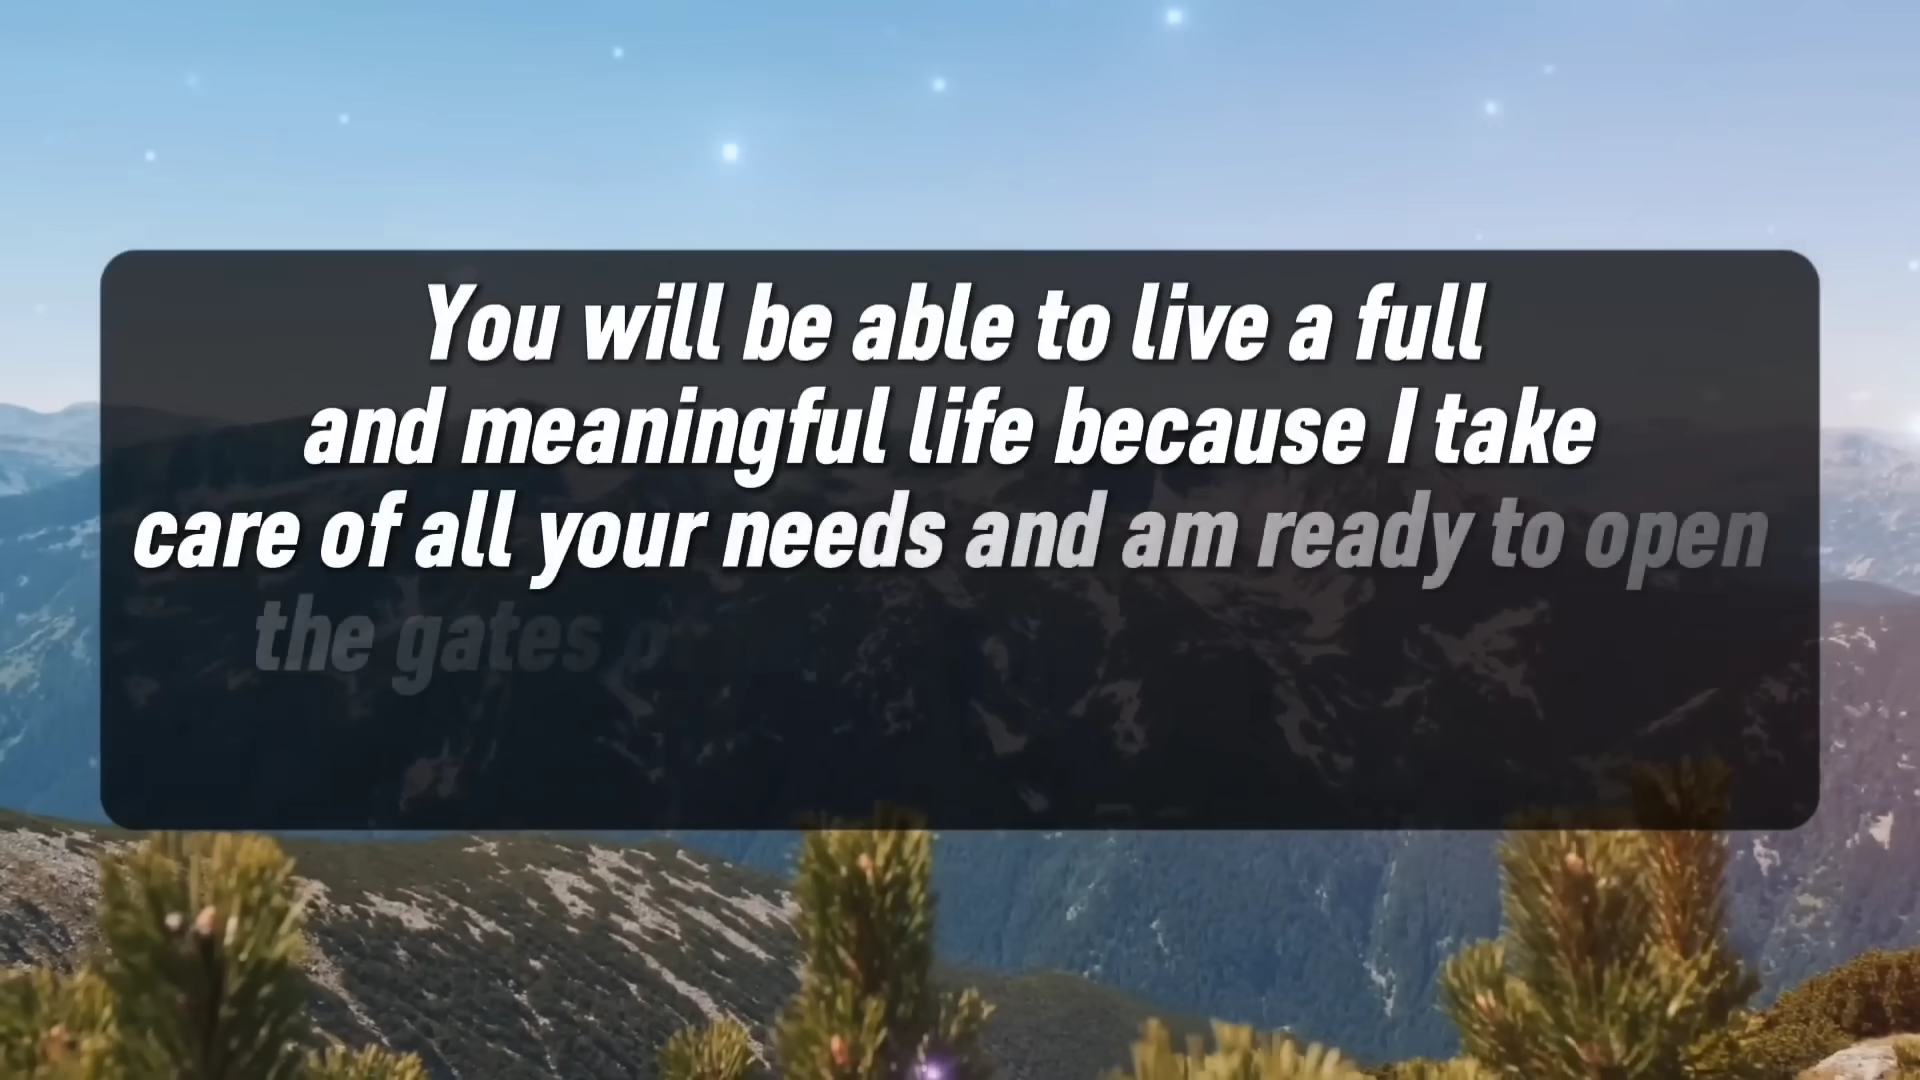 You will be able to live a full
and meaningful life because I take
care of all your needs and am ready to open
the gates